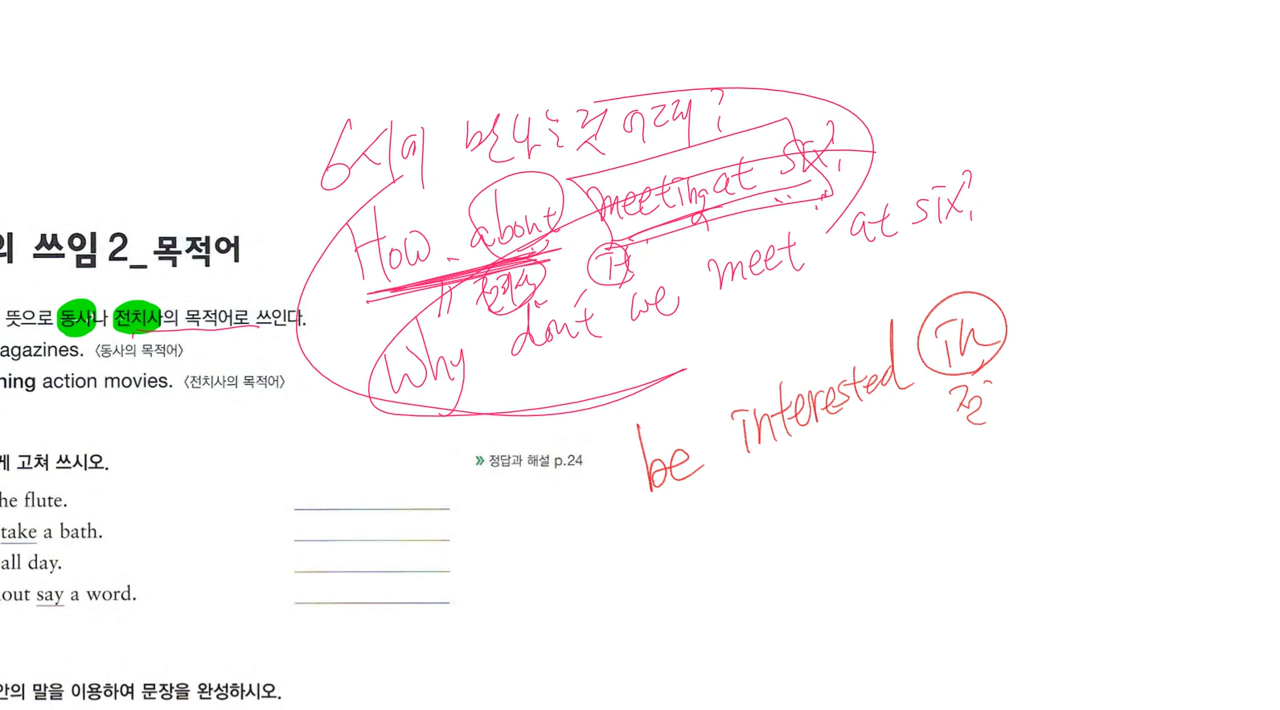 6시에 만나는 것 어때?
How about meeting at six?
전치사
Why don't we meet at six?
의 쓰임 2_ 목적어
뜻으로 동사나 전치사의 목적어로 쓰인다.
agazines. 〈동사의 목적어〉
ning action movies. 〈전치사의 목적어〉
be interested in
전
게 고쳐 쓰시오.
» 정답과 해설 p.24
he flute.
take a bath.
all day.
out say a word.
안의 말을 이용하여 문장을 완성하시오.